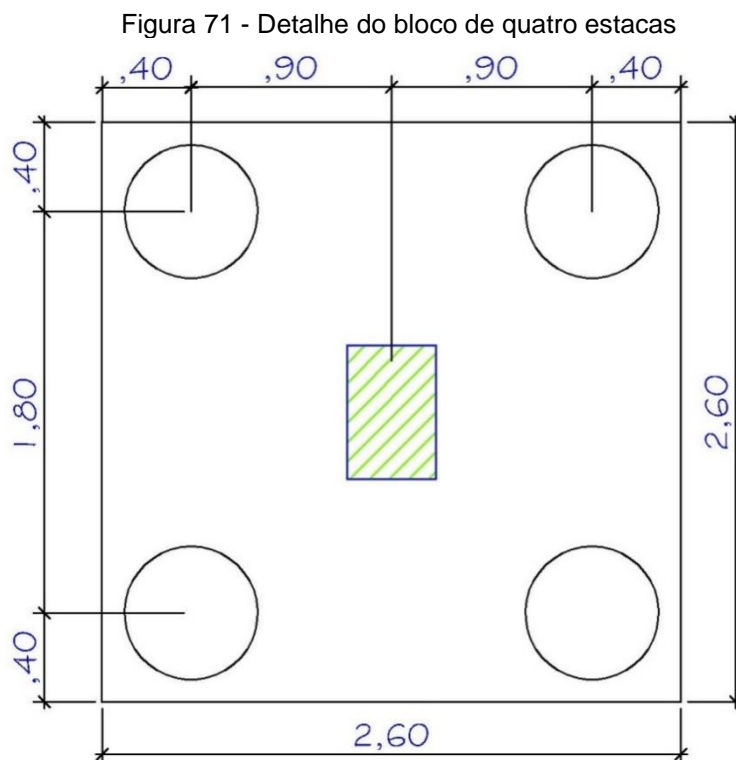 Figura 71 - Detalhe do bloco de quatro estacas
,40 ,90 ,90 ,40
,40
1,80
2,60
,40
2,60